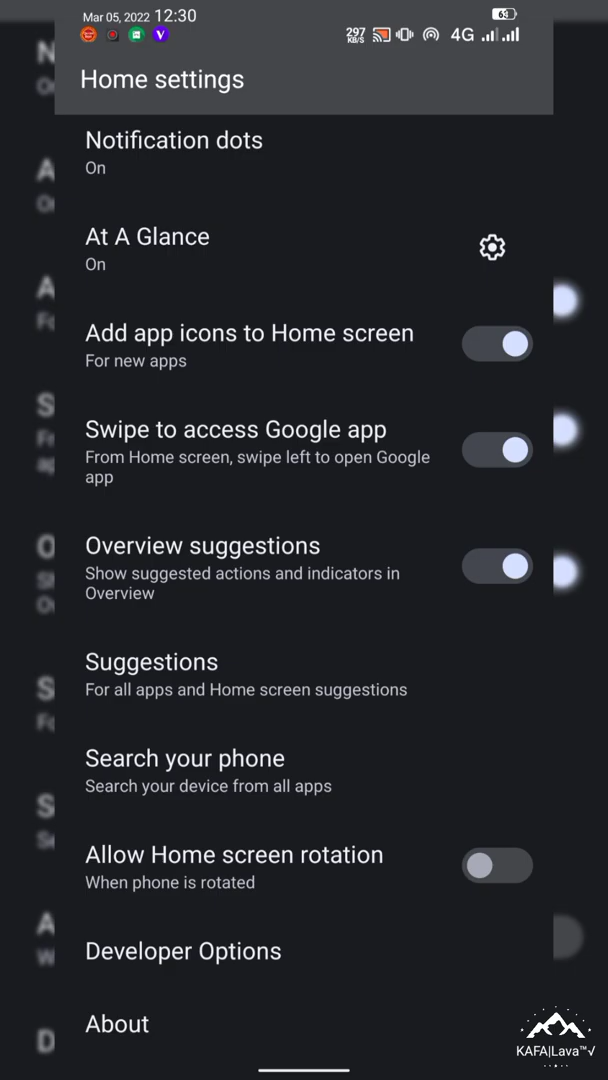 Mar 05, 2022 12:30
63
297
KB/S
4G
Home settings
Notification dots
On
At A Glance
On
Add app icons to Home screen
For new apps
Swipe to access Google app
From Home screen, swipe left to open Google
app
Overview suggestions
Show suggested actions and indicators in
Overview
Suggestions
For all apps and Home screen suggestions
Search your phone
Search your device from all apps
Allow Home screen rotation
When phone is rotated
Developer Options
About
KAFA|Lava™√